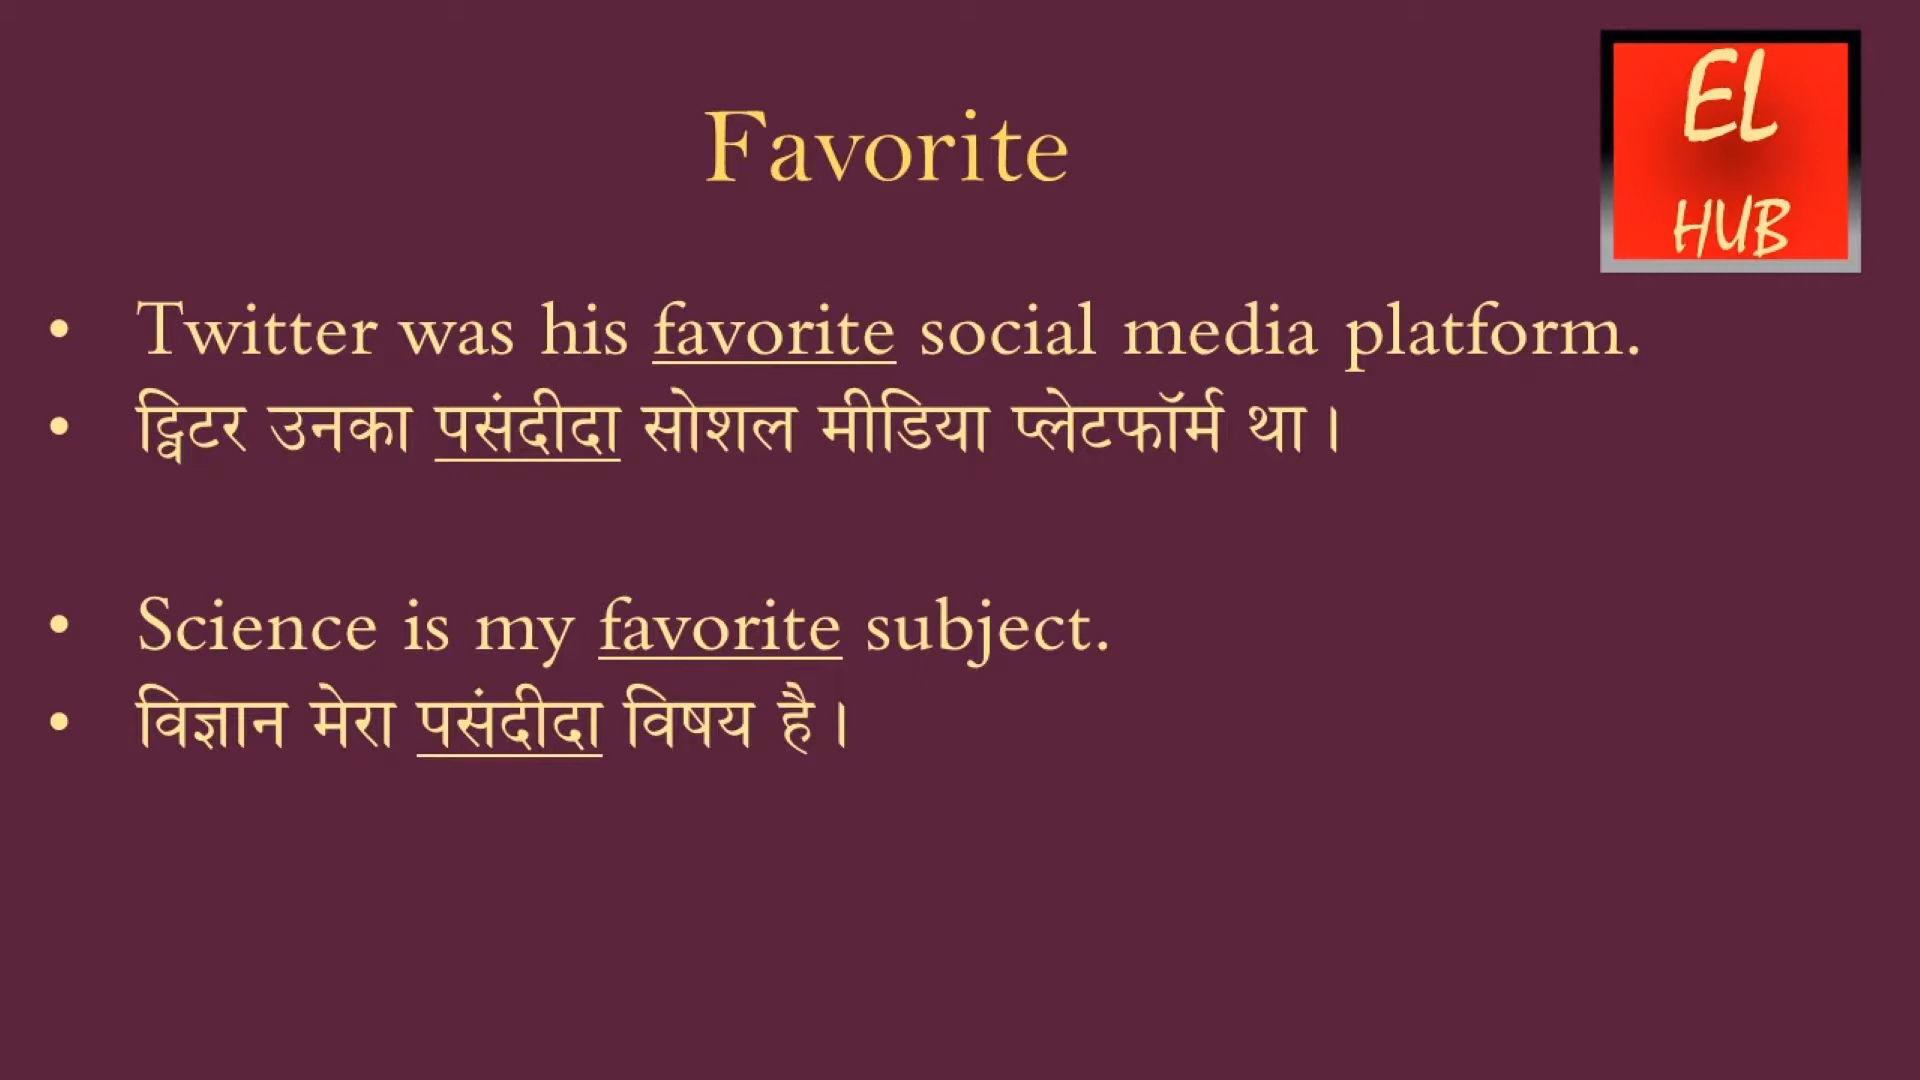 EL
HUB
Favorite
• Twitter was his favorite social media platform.
• ट्विटर उनका पसंदीदा सोशल मीडिया प्लेटफॉर्म था।
• Science is my favorite subject.
• विज्ञान मेरा पसंदीदा विषय है।